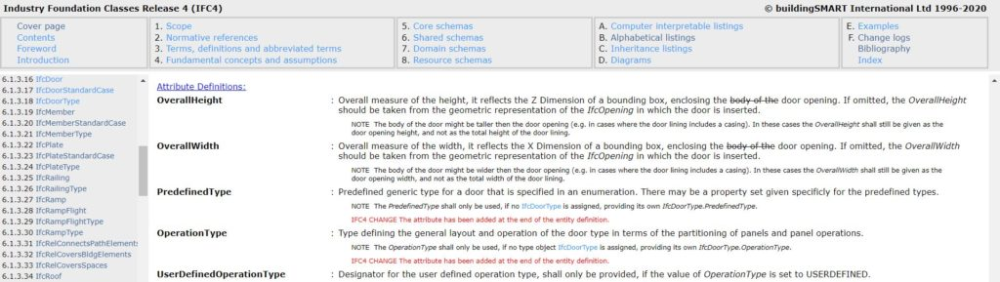 Industry Foundation Classes Release 4 (IFC4)
© buildingSMART International Ltd 1996-2020
Cover page
Contents
Foreword
Introduction
1. Scope
2. Normative references
3. Terms, definitions and abbreviated terms
4. Fundamental concepts and assumptions
5. Core schemas
6. Shared schemas
7. Domain schemas
8. Resource schemas
A. Computer interpretable listings
B. Alphabetical listings
C. Inheritance listings
D. Diagrams
E. Examples
F. Change logs
Bibliography
Index
6.1.3.16 IfcDoor
6.1.3.17 IfcDoorStandardCase
6.1.3.18 IfcDoorType
6.1.3.19 IfcMember
6.1.3.20 IfcMemberStandardCase
6.1.3.21 IfcMemberType
6.1.3.22 IfcPlate
6.1.3.23 IfcPlateStandardCase
6.1.3.24 IfcPlateType
6.1.3.25 IfcRailing
6.1.3.26 IfcRailingType
6.1.3.27 IfcRamp
6.1.3.28 IfcRampFlight
6.1.3.29 IfcRampFlightType
6.1.3.30 IfcRampType
6.1.3.31 IfcRelConnectsPathElements
6.1.3.32 IfcRelCoversBldgElements
6.1.3.33 IfcRelCoversSpaces
6.1.3.34 IfcRoof
Attribute Definitions:
OverallHeight : Overall measure of the height, it reflects the Z Dimension of a bounding box, enclosing the body of the door opening. If omitted, the OverallHeight
should be taken from the geometric representation of the IfcOpening in which the door is inserted.
NOTE The body of the door might be taller then the door opening (e.g. in cases where the door lining includes a casing). In these cases the OverallHeight shall still be given as the
door opening height, and not as the total height of the door lining.
OverallWidth : Overall measure of the width, it reflects the X Dimension of a bounding box, enclosing the body of the door opening. If omitted, the OverallWidth
should be taken from the geometric representation of the IfcOpening in which the door is inserted.
NOTE The body of the door might be wider then the door opening (e.g. in cases where the door lining includes a casing). In these cases the OverallWidth shall still be given as the
door opening width, and not as the total width of the door lining.
PredefinedType : Predefined generic type for a door that is specified in an enumeration. There may be a property set given specificly for the predefined types.
NOTE The PredefinedType shall only be used, if no IfcDoorType is assigned, providing its own IfcDoorType.PredefinedType.
IFC4 CHANGE The attribute has been added at the end of the entity definition.
OperationType : Type defining the general layout and operation of the door type in terms of the partitioning of panels and panel operations.
NOTE The OperationType shall only be used, if no type object IfcDoorType is assigned, providing its own IfcDoorType.OperationType.
IFC4 CHANGE The attribute has been added at the end of the entity definition.
UserDefinedOperationType : Designator for the user defined operation type, shall only be provided, if the value of OperationType is set to USERDEFINED.